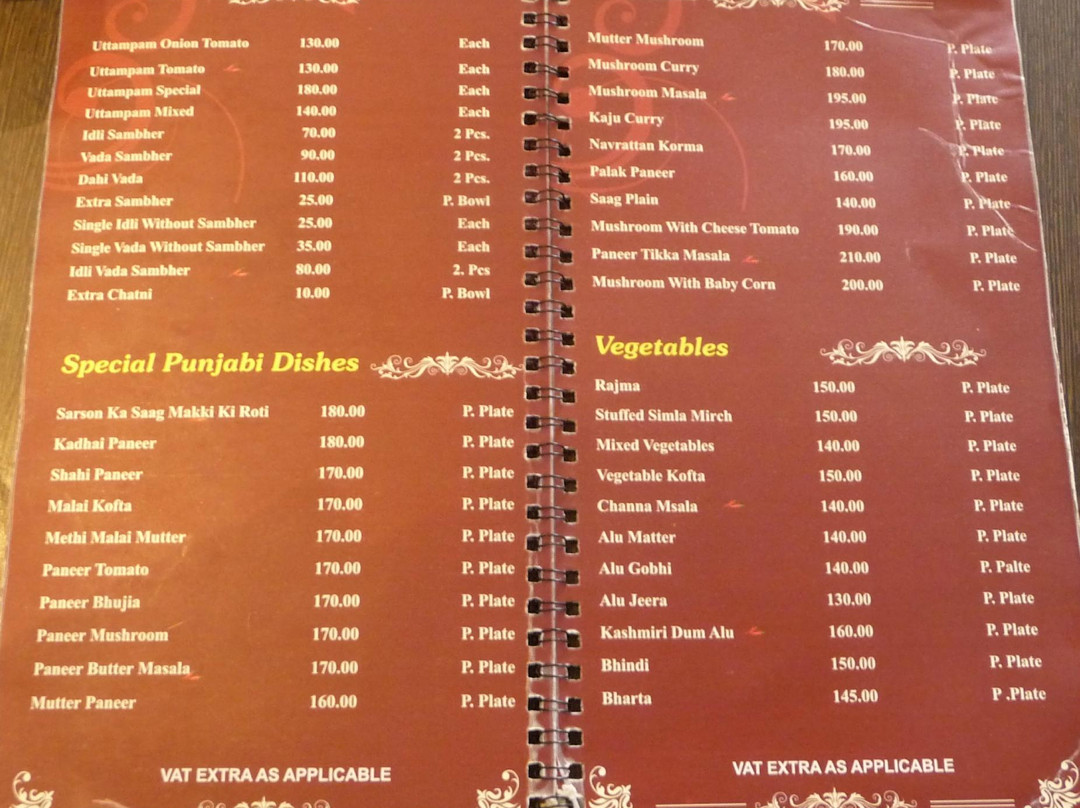 Uttampam Onion Tomato 130.00 Each
Uttampam Tomato 130.00 Each
Uttampam Special 180.00 Each
Uttampam Mixed 140.00 Each
Idli Sambher 70.00 2 Pcs.
Vada Sambher 90.00 2 Pcs.
Dahi Vada 110.00 2 Pcs.
Extra Sambher 25.00 P. Bowl
Single Idli Without Sambher 25.00 Each
Single Vada Without Sambher 35.00 Each
Idli Vada Sambher 80.00 2. Pcs
Extra Chatni 10.00 P. Bowl
Special Punjabi Dishes
Sarson Ka Saag Makki Ki Roti 180.00 P. Plate
Kadhai Paneer 180.00 P. Plate
Shahi Paneer 170.00 P. Plate
Malai Kofta 170.00 P. Plate
Methi Malai Mutter 170.00 P. Plate
Paneer Tomato 170.00 P. Plate
Paneer Bhujia 170.00 P. Plate
Paneer Mushroom 170.00 P. Plate
Paneer Butter Masala 170.00 P. Plate
Mutter Paneer 160.00 P. Plate
VAT EXTRA AS APPLICABLE
Mutter Mushroom 170.00 P. Plate
Mushroom Curry 180.00 P. Plate
Mushroom Masala 195.00 P. Plate
Kaju Curry 195.00 P. Plate
Navrattan Korma 170.00 P. Plate
Palak Paneer 160.00 P. Plate
Saag Plain 140.00 P. Plate
Mushroom With Cheese Tomato 190.00 P. Plate
Paneer Tikka Masala 210.00 P. Plate
Mushroom With Baby Corn 200.00 P. Plate
Vegetables
Rajma 150.00 P. Plate
Stuffed Simla Mirch 150.00 P. Plate
Mixed Vegetables 140.00 P. Plate
Vegetable Kofta 150.00 P. Plate
Channa Msala 140.00 P. Plate
Alu Matter 140.00 P. Plate
Alu Gobhi 140.00 P. Palte
Alu Jeera 130.00 P. Plate
Kashmiri Dum Alu 160.00 P. Plate
Bhindi 150.00 P. Plate
Bharta 145.00 P .Plate
VAT EXTRA AS APPLICABLE